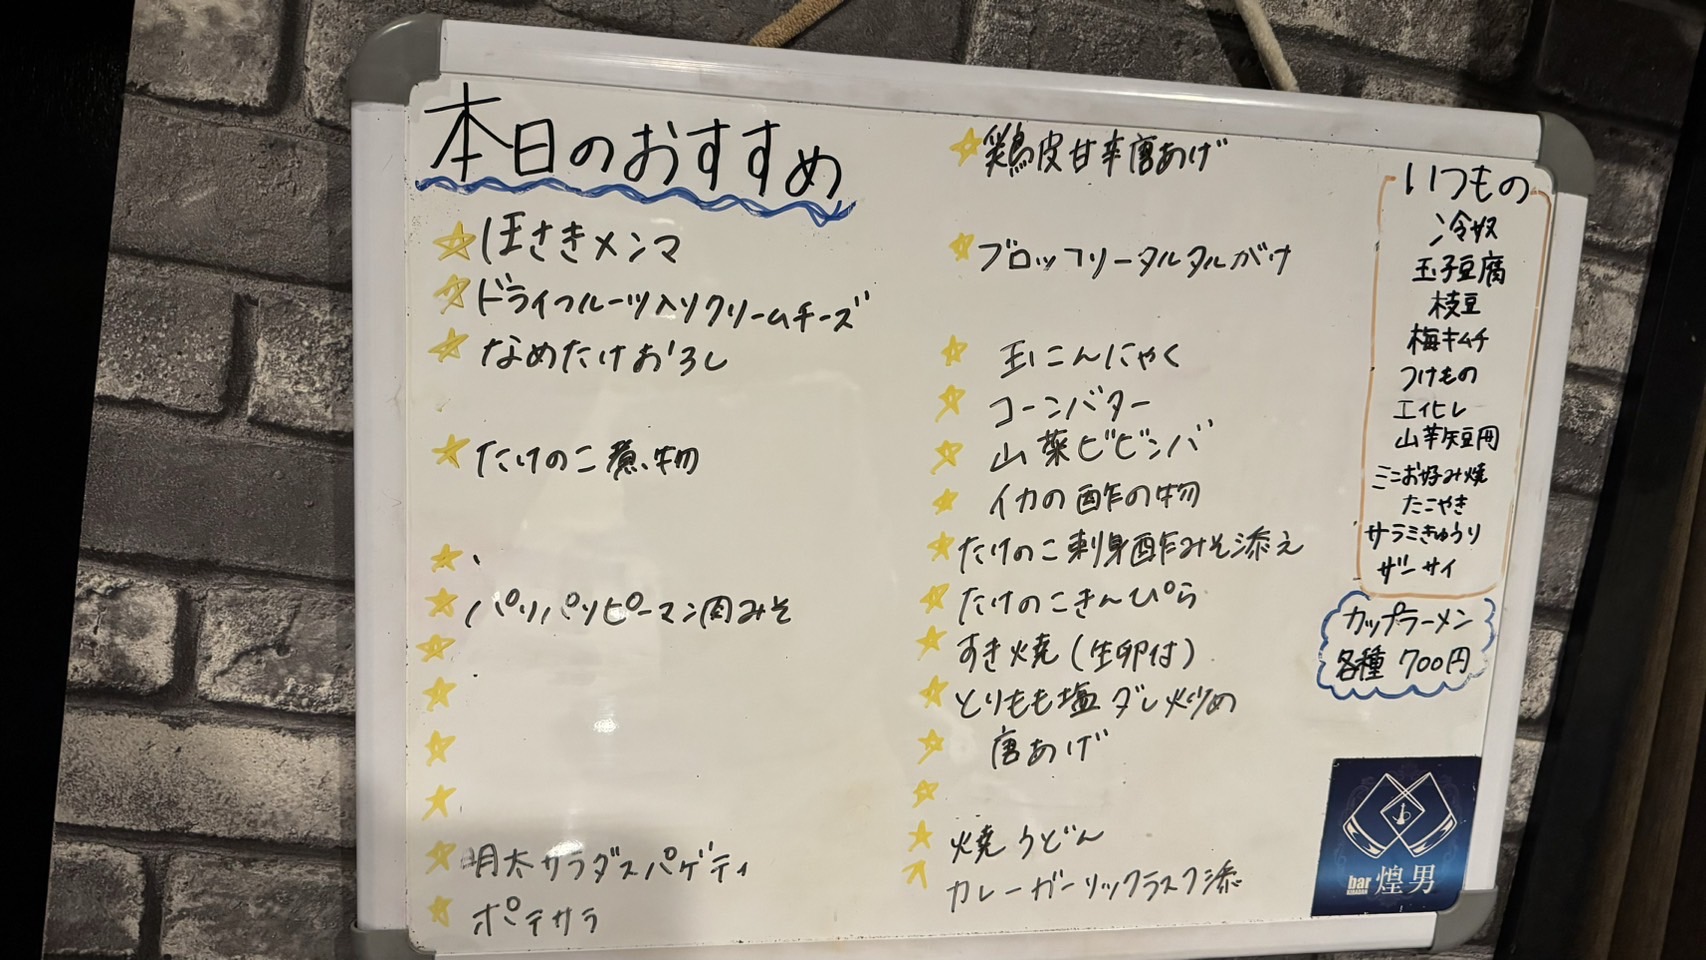 本日のおすすめ
ほさきメンマ
ドライフルーツ入りクリームチーズ
なめたけおろし
たけのこ煮物
パリパリピーマン肉みそ
明太サラダスパゲティ
ポテサラ
鶏皮甘辛唐あげ
ブロッコリータルタルがけ
玉こんにゃく
コーンバター
山菜ビビンバ
イカの酢の物
たけのこ刺身酢みそ添え
たけのこきんぴら
すき焼(生卵付)
とりもも塩ダレ炒め
唐あげ
焼うどん
カレーガーリックラスク添
いつもの
冷奴
玉子豆腐
枝豆
梅キムチ
つけもの
エイヒレ
山芋短冊
ミニお好み焼
たこやき
サラミきゅうり
ザーサイ
カップラーメン
各種 700円
bar 煌男